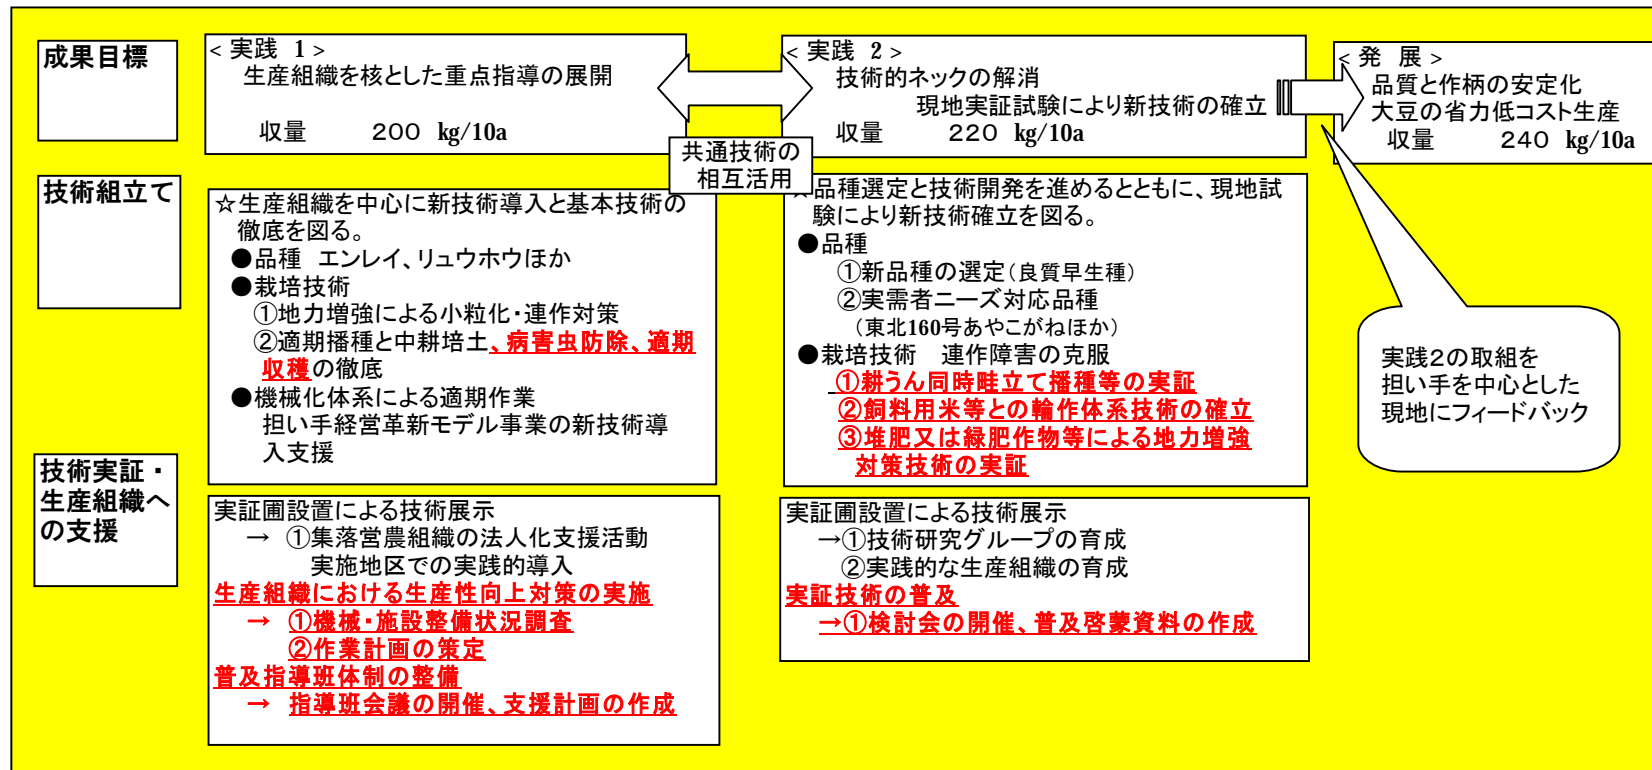 成果目標
< 実践 1 >
生産組織を核とした重点指導の展開
収量 200 kg/10a
< 実践 2 >
技術的ネックの解消
現地実証試験により新技術の確立
収量 220 kg/10a
< 発 展 >
品質と作柄の安定化
大豆の省力低コスト生産
収量 240 kg/10a
共通技術の
相互活用
技術組立て
☆生産組織を中心に新技術導入と基本技術の
徹底を図る。
●品種 エンレイ、リュウホウほか
●栽培技術
①地力増強による小粒化・連作対策
②適期播種と中耕培土、病害虫防除、適期
収穫の徹底
●機械化体系による適期作業
担い手経営革新モデル事業の新技術導
入支援
☆品種選定と技術開発を進めるとともに、現地試
験により新技術確立を図る。
●品種
①新品種の選定(良質早生種)
②実需者ニーズ対応品種
(東北160号あやこがねほか)
●栽培技術 連作障害の克服
①耕うん同時畦立て播種等の実証
②飼料用米等との輪作体系技術の確立
③堆肥又は緑肥作物等による地力増強
対策技術の実証
実践2の取組を
担い手を中心とした
現地にフィードバック
技術実証・
生産組織へ
の支援
実証圃設置による技術展示
→ ①集落営農組織の法人化支援活動
実施地区での実践的導入
生産組織における生産性向上対策の実施
→ ①機械・施設整備状況調査
②作業計画の策定
普及指導班体制の整備
→ 指導班会議の開催、支援計画の作成
実証圃設置による技術展示
→①技術研究グループの育成
②実践的な生産組織の育成
実証技術の普及
→①検討会の開催、普及啓蒙資料の作成